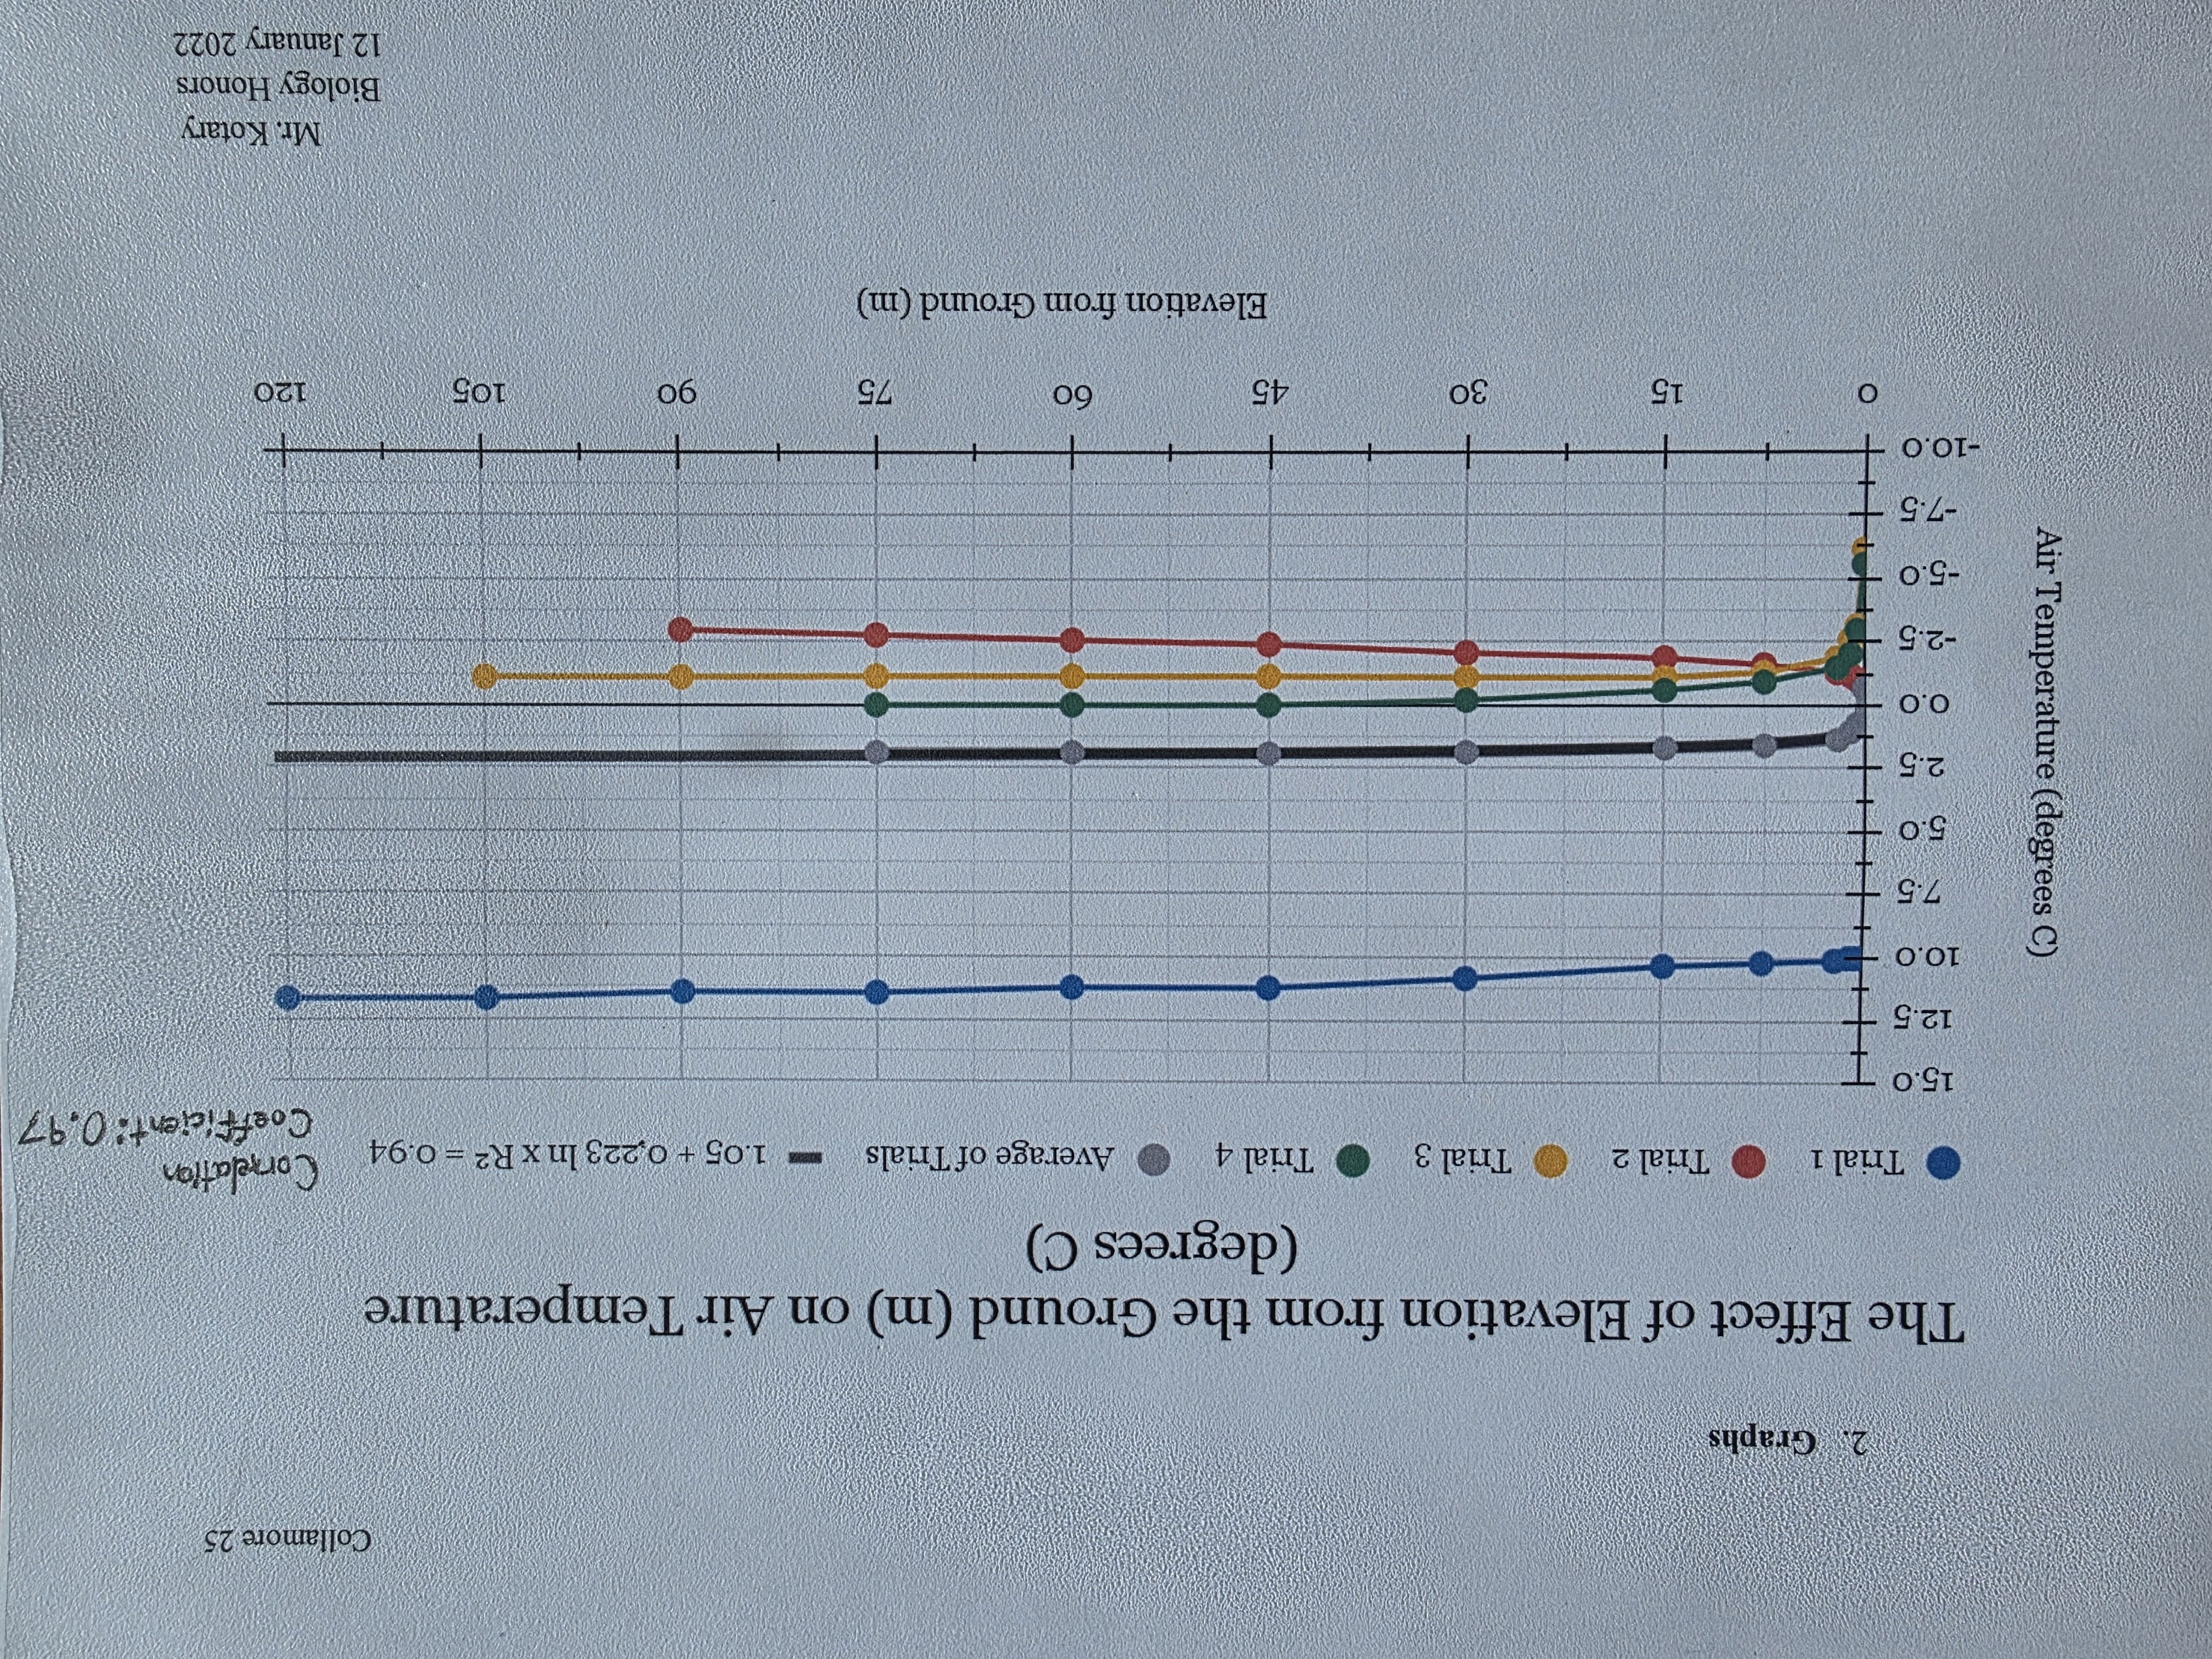 Collamore 25
2. Graphs
The Effect of Elevation from the Ground (m) on Air Temperature
(degrees C)
Trial 1 Trial 2 Trial 3 Trial 4 Average of Trials 1.05 + 0.223 ln x R² = 0.94
Correlation
Coefficient: 0.97
15.0
12.5
10.0
7.5
5.0
2.5
0.0
-2.5
-5.0
-7.5
-10.0
Air Temperature (degrees C)
0 15 30 45 60 75 90 105 120
Elevation from Ground (m)
Mr. Kotary
Biology Honors
12 January 2022